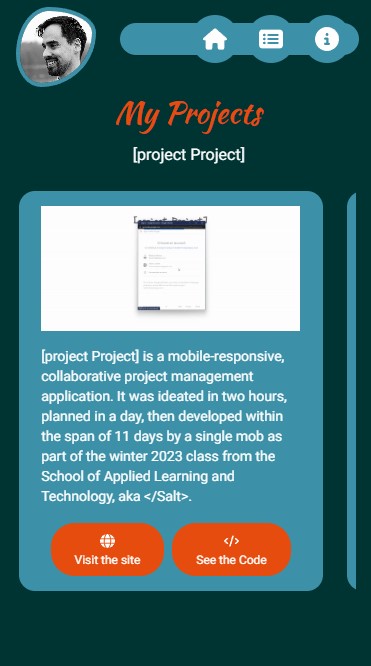 My Projects
[project Project]
[project Project]
[project Project] is a mobile-responsive,
collaborative project management
application. It was ideated in two hours,
planned in a day, then developed within
the span of 11 days by a single mob as
part of the winter 2023 class from the
School of Applied Learning and
Technology, aka </Salt>.
Visit the site
See the Code